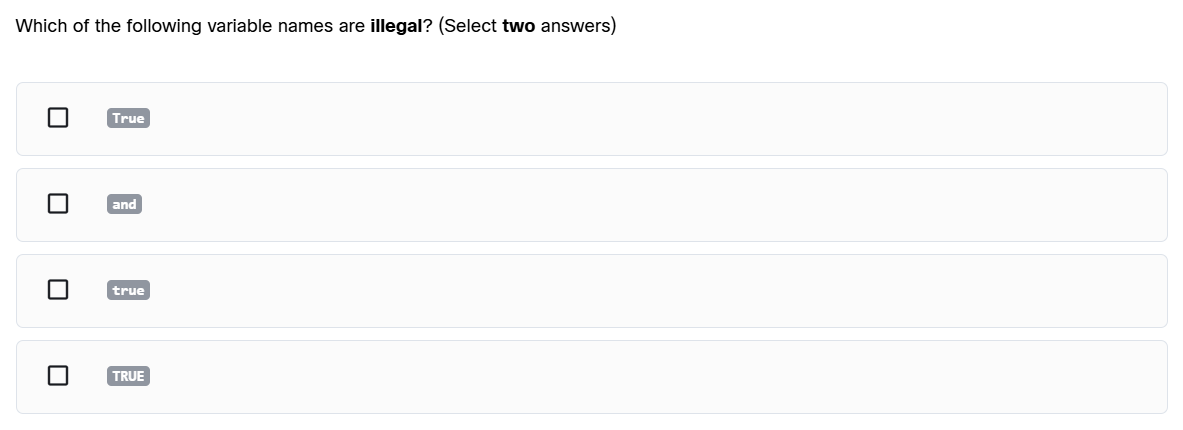 Which of the following variable names are illegal? (Select two answers)
True
and
true
TRUE